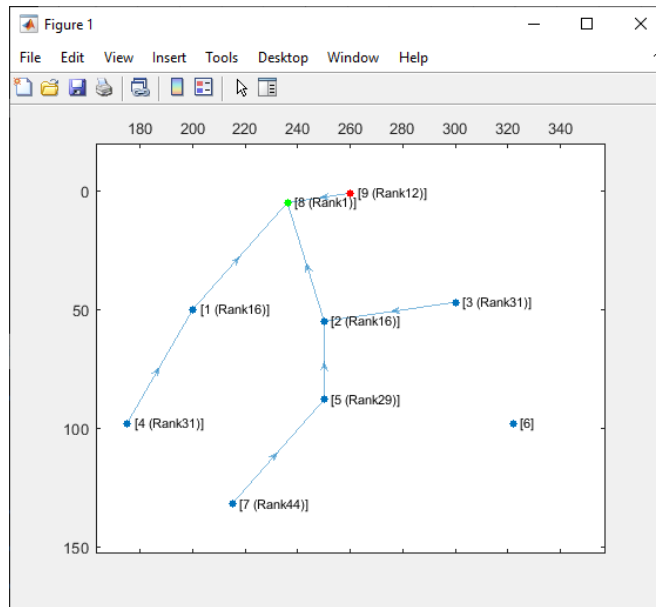 Figure 1
File Edit View Insert Tools Desktop Window Help
180 200 220 240 260 280 300 320 340
0
[9 (Rank12)]
[8 (Rank1)]
50
[3 (Rank31)]
[1 (Rank16)]
[2 (Rank16)]
[5 (Rank29)]
100
[4 (Rank31)]
[6]
[7 (Rank44)]
150